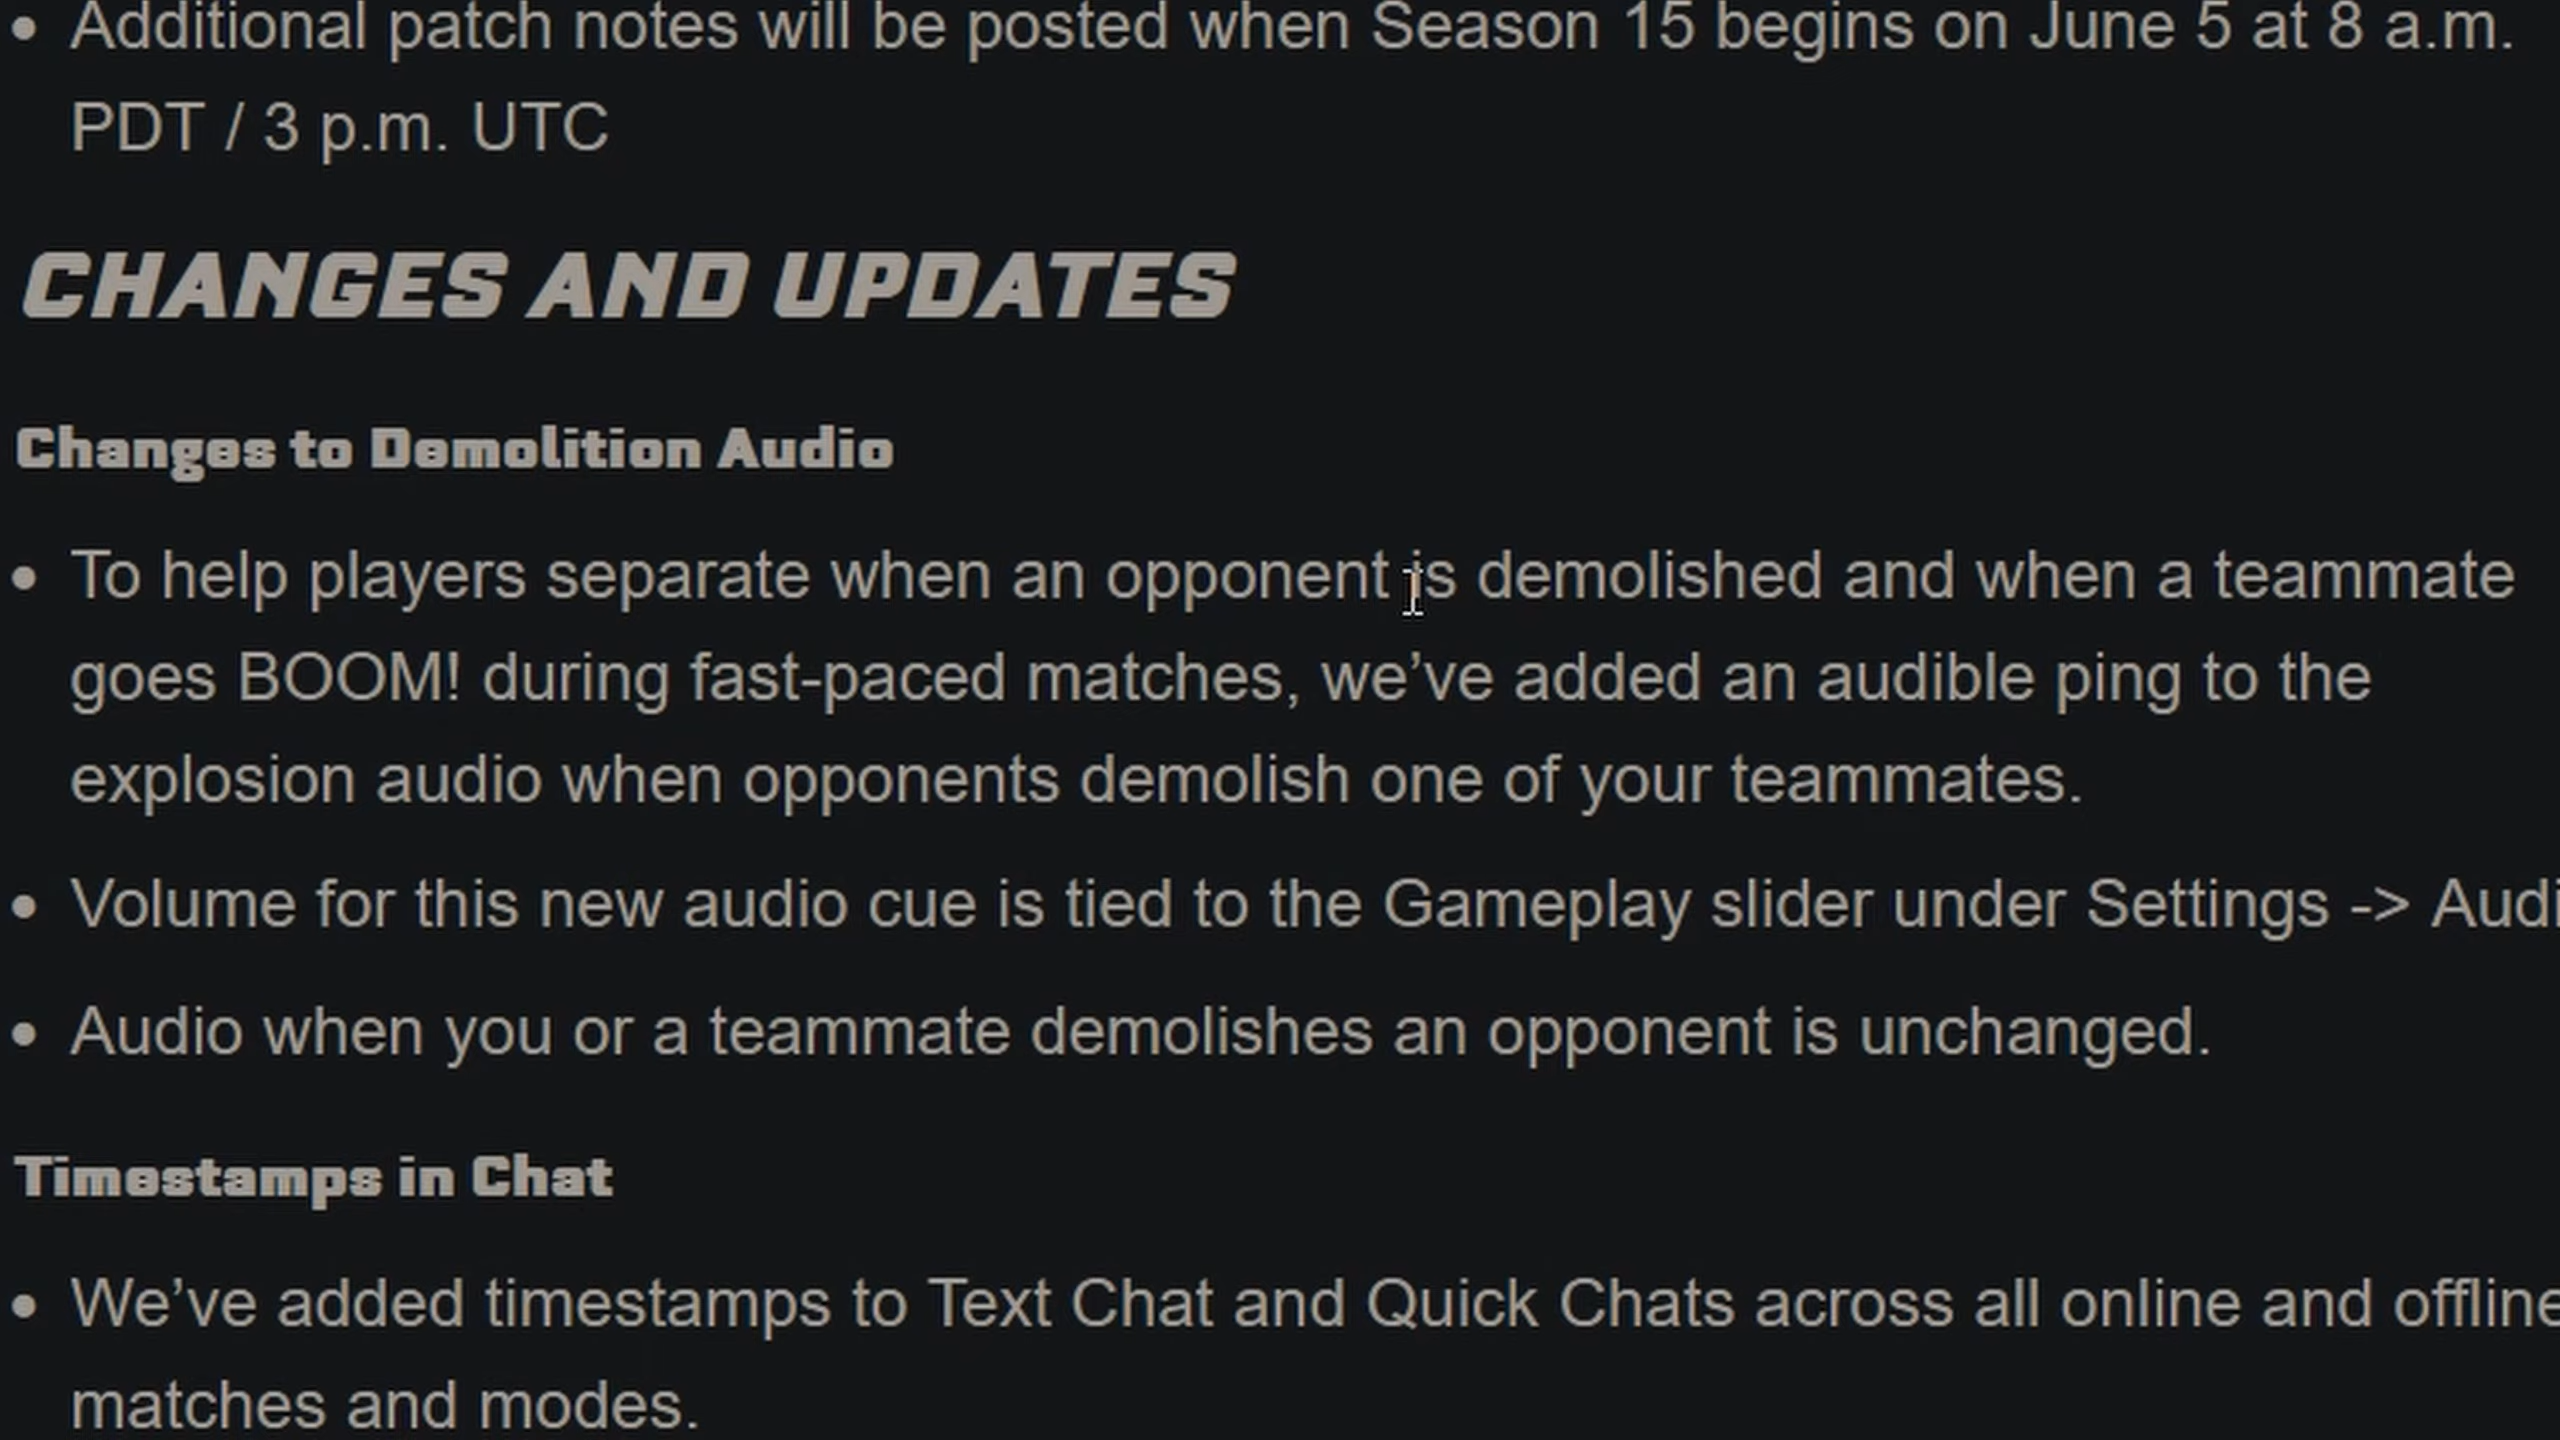 • Additional patch notes will be posted when Season 15 begins on June 5 at 8 a.m.
PDT / 3 p.m. UTC
CHANGES AND UPDATES
Changes to Demolition Audio
• To help players separate when an opponent is demolished and when a teammate
goes BOOM! during fast-paced matches, we’ve added an audible ping to the
explosion audio when opponents demolish one of your teammates.
• Volume for this new audio cue is tied to the Gameplay slider under Settings -> Audi
• Audio when you or a teammate demolishes an opponent is unchanged.
Timestamps in Chat
• We’ve added timestamps to Text Chat and Quick Chats across all online and offline
matches and modes.